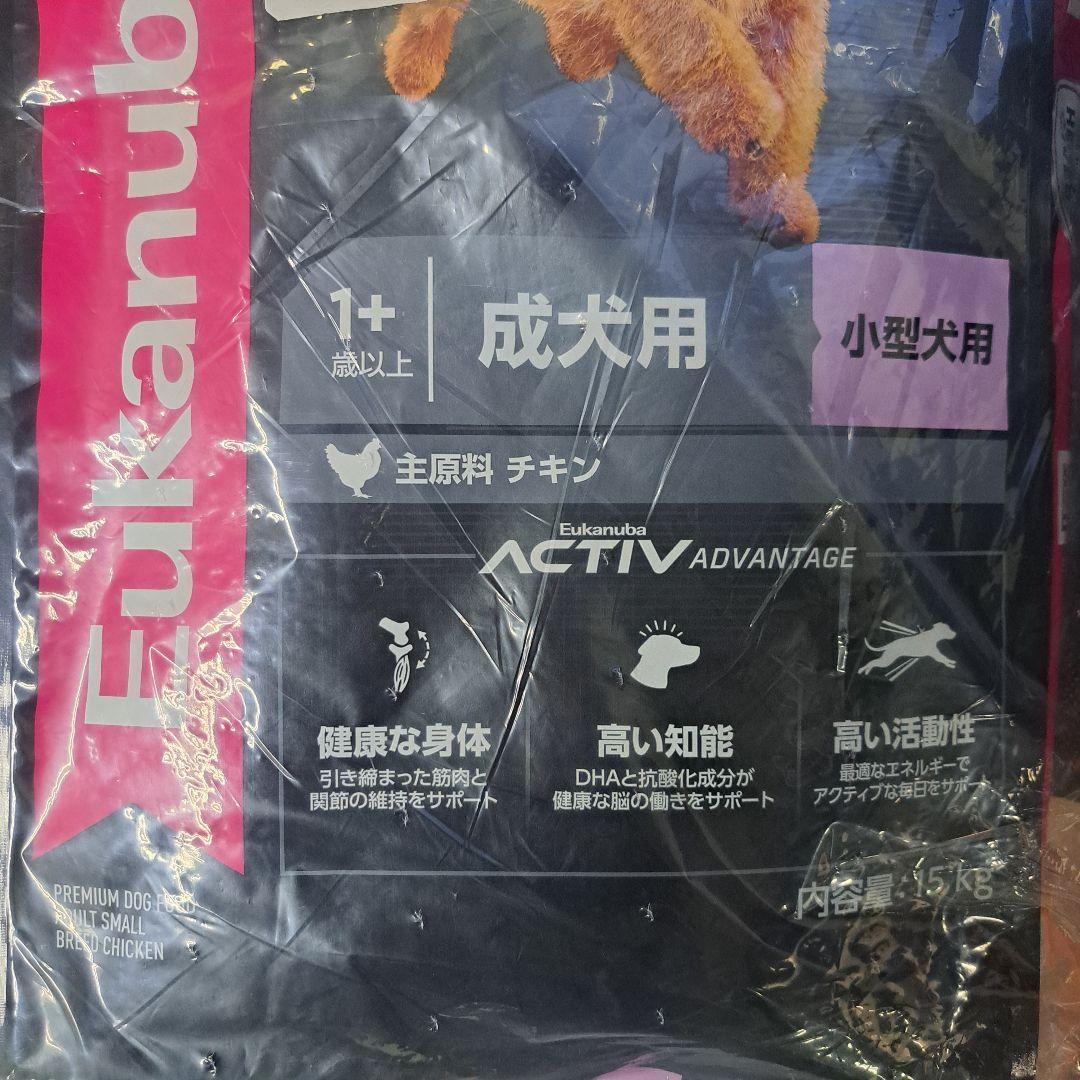 Eukanub
1+
歳以上
成犬用
小型犬用
主原料 チキン
Eukanuba
ACTIV ADVANTAGE
健康な身体
引き締まった筋肉と
関節の維持をサポート
高い知能
DHAと抗酸化成分が
健康な脳の働きをサポート
高い活動性
最適なエネルギーで
アクティブな毎日をサポート
内容量:15kg
PREMIUM DOG FOOD
ADULT SMALL
BREED CHICKEN